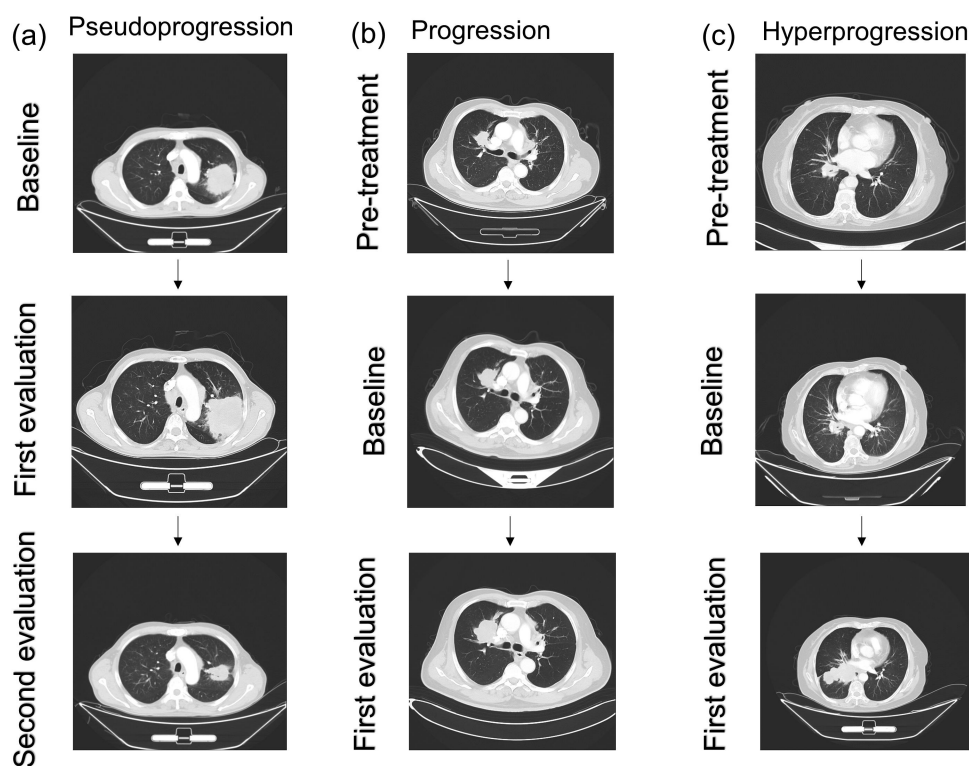 (a) Pseudoprogression
Baseline
First evaluation
Second evaluation
(b) Progression
Pre-treatment
Baseline
First evaluation
(c) Hyperprogression
Pre-treatment
Baseline
First evaluation